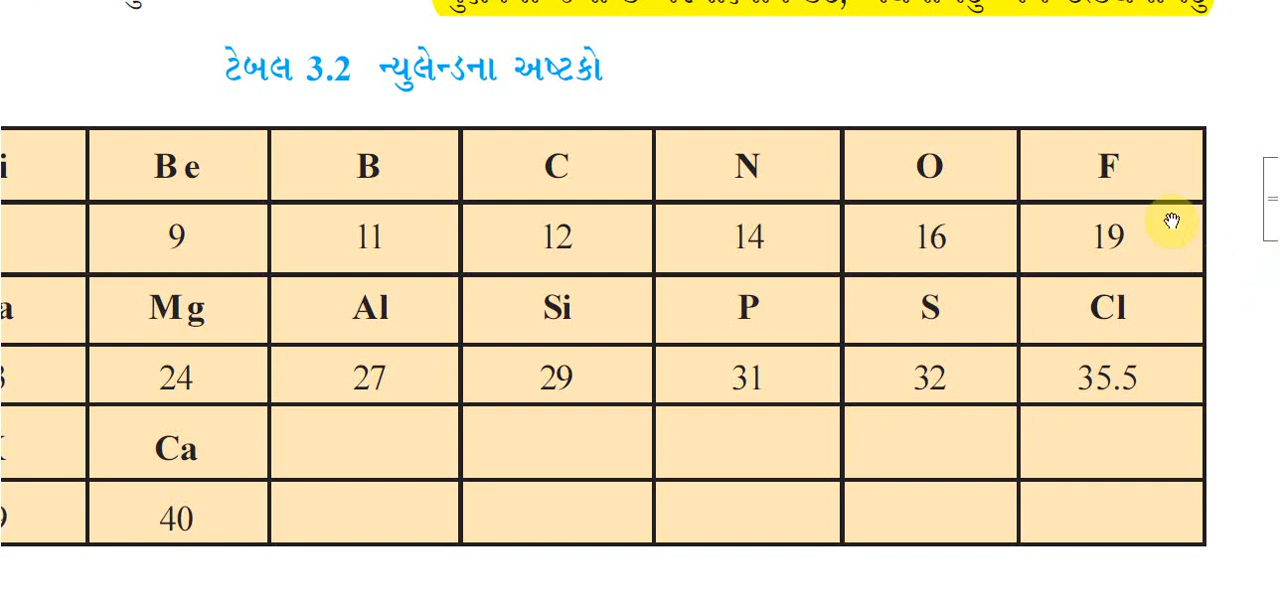 ટેબલ 3.2 ન્યુલેન્ડના અષ્ટકો
Be B C N O F
9 11 12 14 16 19
Mg Al Si P S Cl
24 27 29 31 32 35.5
Ca
40